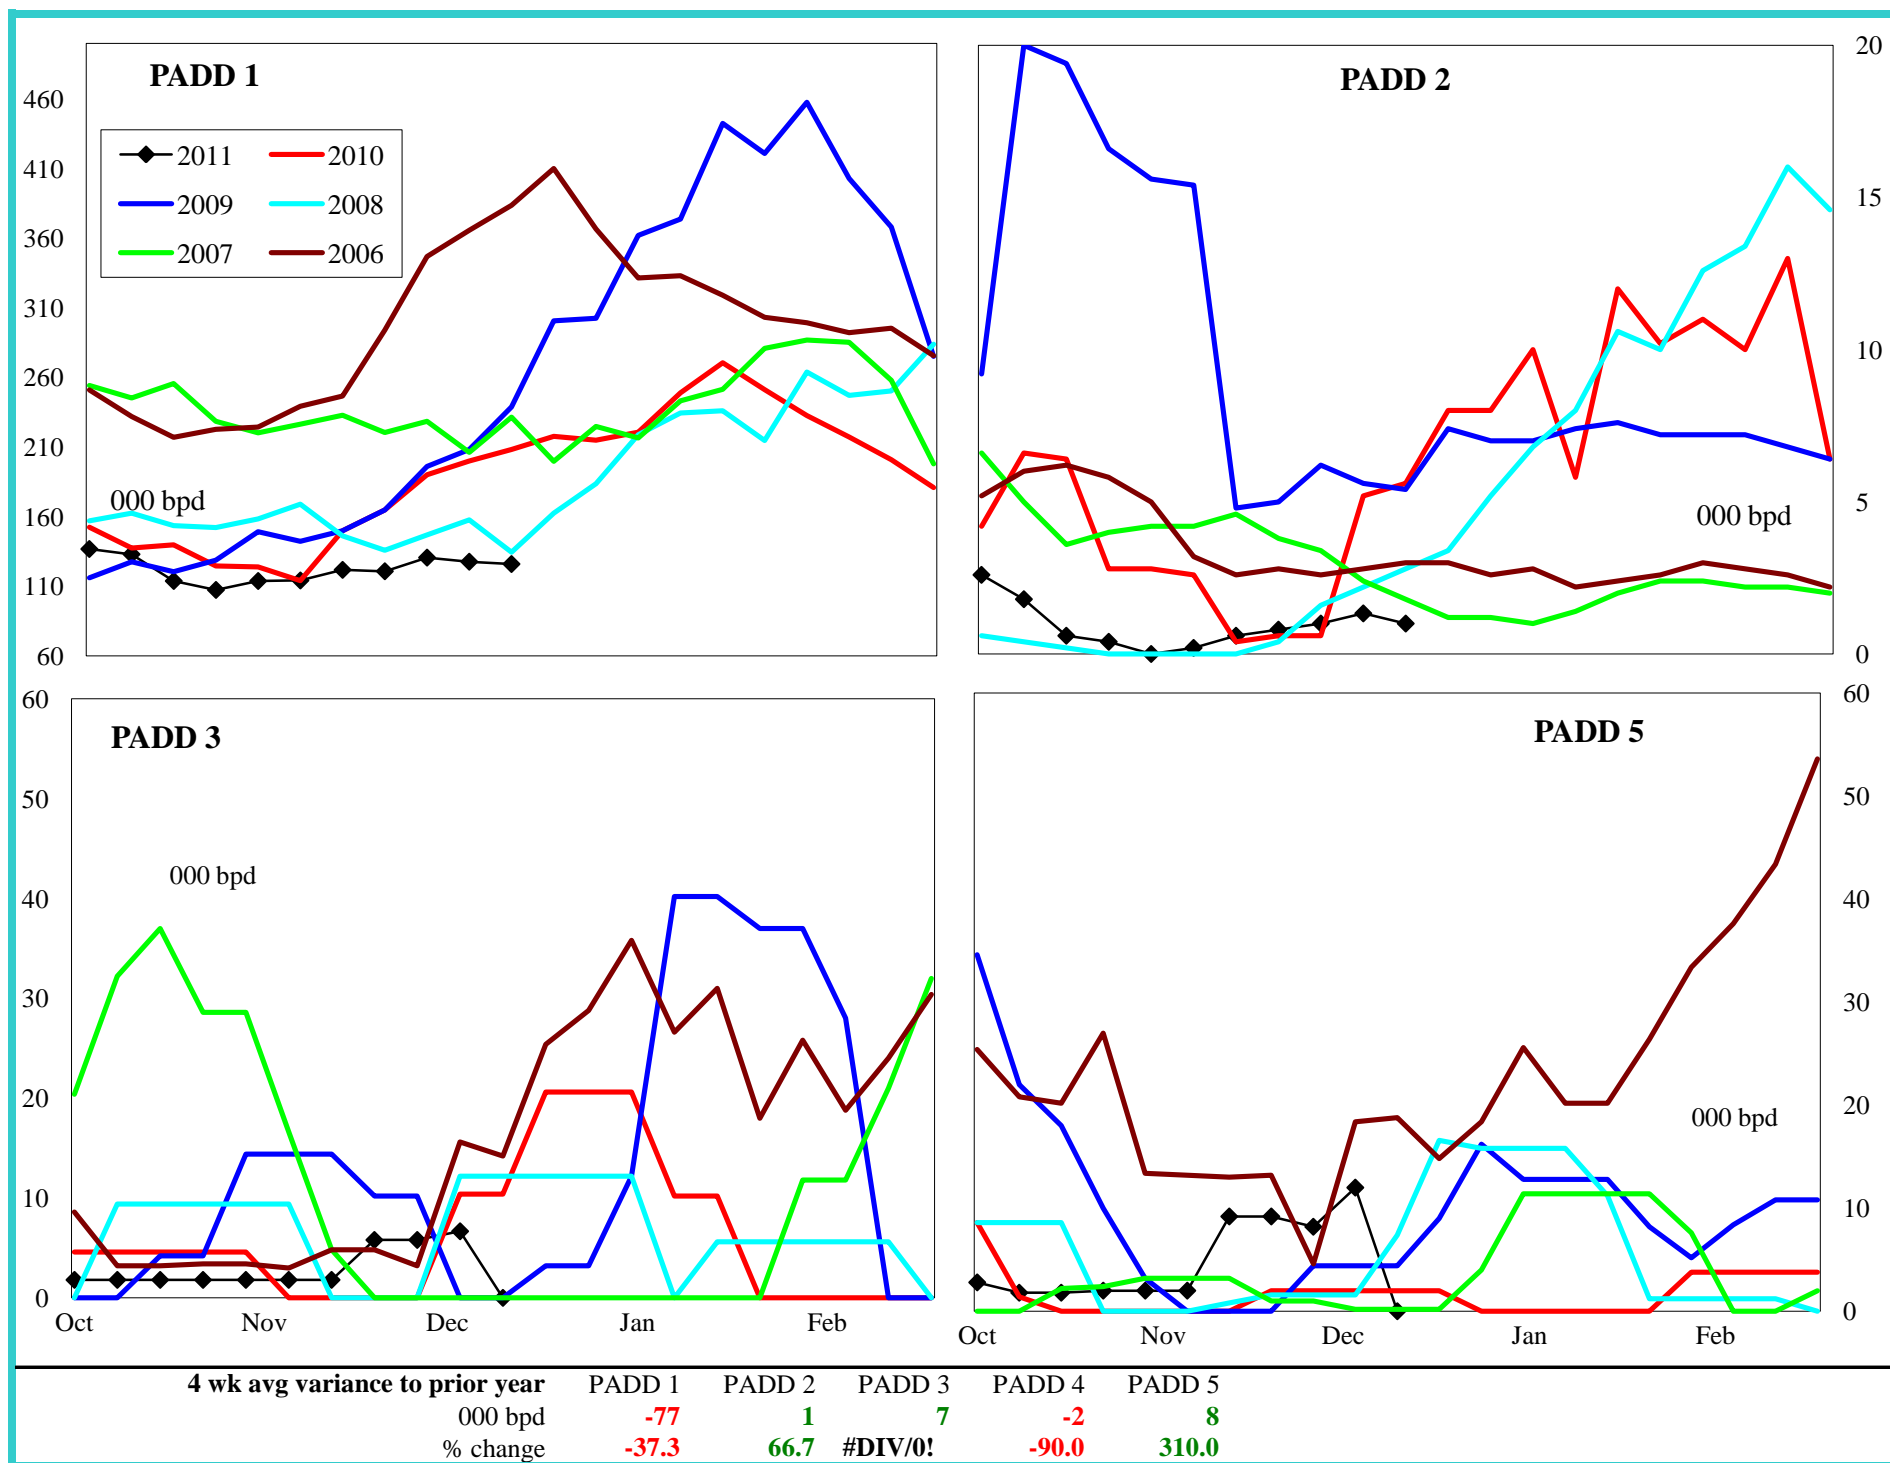 PADD 1
460
410
360
310
260
210
160
110
60
2011
2010
2009
2008
2007
2006
000 bpd
PADD 2
20
15
10
5
0
000 bpd
PADD 3
60
50
40
30
20
10
0
000 bpd
Oct Nov Dec Jan Feb
PADD 5
60
50
40
30
20
10
0
000 bpd
Oct Nov Dec Jan Feb
4 wk avg variance to prior year PADD 1 PADD 2 PADD 3 PADD 4 PADD 5
000 bpd -77 1 7 -2 8
% change -37.3 66.7 #DIV/0! -90.0 310.0